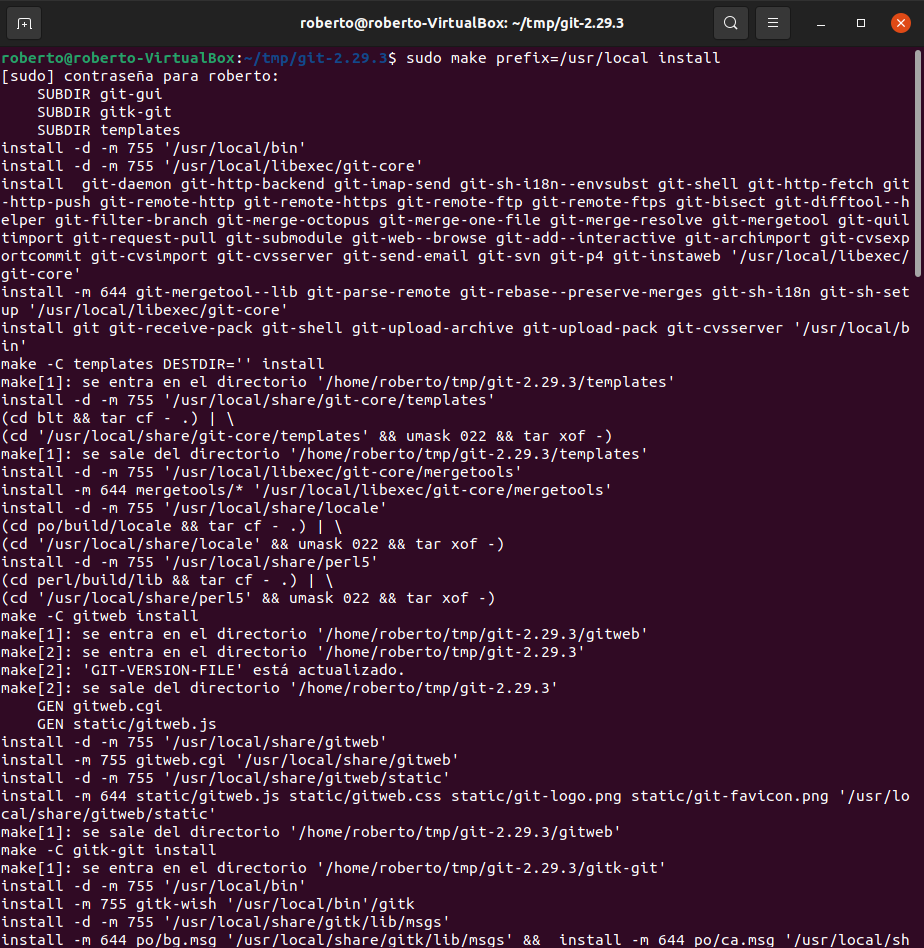 roberto@roberto-VirtualBox: ~/tmp/git-2.29.3
roberto@roberto-VirtualBox:~/tmp/git-2.29.3$ sudo make prefix=/usr/local install
[sudo] contraseña para roberto:
    SUBDIR git-gui
    SUBDIR gitk-git
    SUBDIR templates
install -d -m 755 '/usr/local/bin'
install -d -m 755 '/usr/local/libexec/git-core'
install  git-daemon git-http-backend git-imap-send git-sh-i18n--envsubst git-shell git-http-fetch git
-http-push git-remote-http git-remote-https git-remote-ftp git-remote-ftps git-bisect git-difftool--h
elper git-filter-branch git-merge-octopus git-merge-one-file git-merge-resolve git-mergetool git-quil
timport git-request-pull git-submodule git-web--browse git-add--interactive git-archimport git-cvsexp
ortcommit git-cvsimport git-cvsserver git-send-email git-svn git-p4 git-instaweb '/usr/local/libexec/
git-core'
install -m 644 git-mergetool--lib git-parse-remote git-rebase--preserve-merges git-sh-i18n git-sh-set
up '/usr/local/libexec/git-core'
install git git-receive-pack git-shell git-upload-archive git-upload-pack git-cvsserver '/usr/local/b
in'
make -C templates DESTDIR='' install
make[1]: se entra en el directorio '/home/roberto/tmp/git-2.29.3/templates'
install -d -m 755 '/usr/local/share/git-core/templates'
(cd blt && tar cf - .) | \
(cd '/usr/local/share/git-core/templates' && umask 022 && tar xof -)
make[1]: se sale del directorio '/home/roberto/tmp/git-2.29.3/templates'
install -d -m 755 '/usr/local/libexec/git-core/mergetools'
install -m 644 mergetools/* '/usr/local/libexec/git-core/mergetools'
install -d -m 755 '/usr/local/share/locale'
(cd po/build/locale && tar cf - .) | \
(cd '/usr/local/share/locale' && umask 022 && tar xof -)
install -d -m 755 '/usr/local/share/perl5'
(cd perl/build/lib && tar cf - .) | \
(cd '/usr/local/share/perl5' && umask 022 && tar xof -)
make -C gitweb install
make[1]: se entra en el directorio '/home/roberto/tmp/git-2.29.3/gitweb'
make[2]: se entra en el directorio '/home/roberto/tmp/git-2.29.3'
make[2]: 'GIT-VERSION-FILE' está actualizado.
make[2]: se sale del directorio '/home/roberto/tmp/git-2.29.3'
    GEN gitweb.cgi
    GEN static/gitweb.js
install -d -m 755 '/usr/local/share/gitweb'
install -m 755 gitweb.cgi '/usr/local/share/gitweb'
install -d -m 755 '/usr/local/share/gitweb/static'
install -m 644 static/gitweb.js static/gitweb.css static/git-logo.png static/git-favicon.png '/usr/lo
cal/share/gitweb/static'
make[1]: se sale del directorio '/home/roberto/tmp/git-2.29.3/gitweb'
make -C gitk-git install
make[1]: se entra en el directorio '/home/roberto/tmp/git-2.29.3/gitk-git'
install -d -m 755 '/usr/local/bin'
install -m 755 gitk-wish '/usr/local/bin'/gitk
install -d -m 755 '/usr/local/share/gitk/lib/msgs'
install -m 644 po/bg.msg '/usr/local/share/gitk/lib/msgs' &&  install -m 644 po/ca.msg '/usr/local/sh